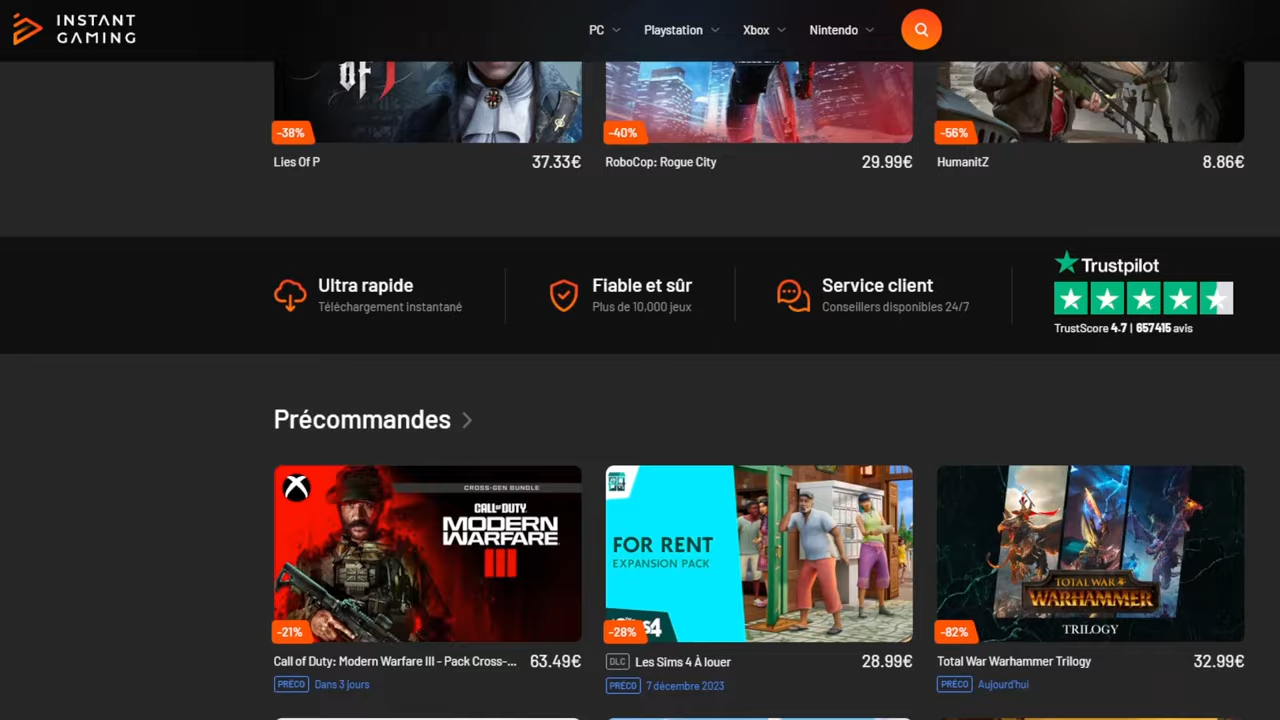 INSTANT
GAMING
PC
Playstation
Xbox
Nintendo
OF
-38%
-40%
-56%
Lies Of P
37.33€
RoboCop: Rogue City
29.99€
HumanitZ
8.86€
Ultra rapide
Téléchargement instantané
Fiable et sûr
Plus de 10,000 jeux
Service client
Conseillers disponibles 24/7
Trustpilot
TrustScore 4.7 | 657415 avis
Précommandes
CROSS-GEN BUNDLE
CALL OF DUTY.
MODERN
WARFARE
III
FOR RENT
EXPANSION PACK
TOTAL WAR
WARHAMMER
TRILOGY
-21%
-28%
-82%
Call of Duty: Modern Warfare III - Pack Cross-...
63.49€
PRÉCO Dans 3 jours
DLC Les Sims 4 À louer
28.99€
PRÉCO 7 décembre 2023
Total War Warhammer Trilogy
32.99€
PRÉCO Aujourd'hui